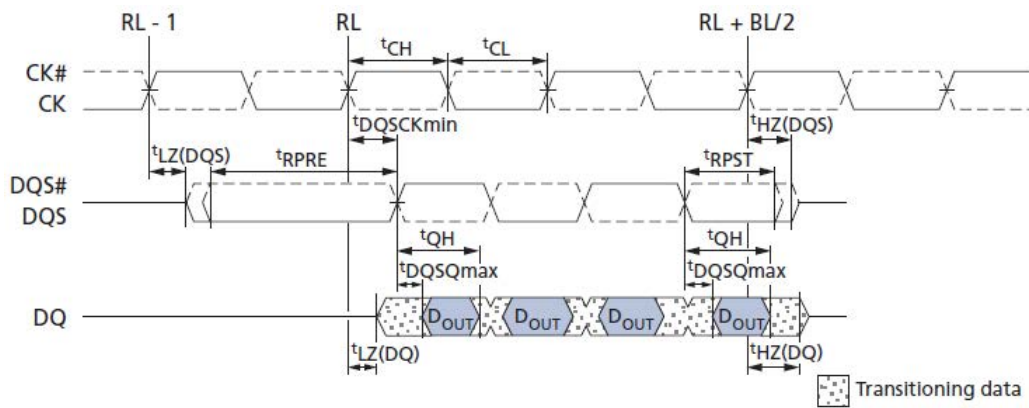 RL - 1 RL RL + BL/2
tCH tCL
CK#
CK
tDQSCKmin tHZ(DQS)
tLZ(DQS) tRPRE tRPST
DQS#
DQS
tQH tQH
tDQSQmax tDQSQmax
DQ DOUT DOUT DOUT DOUT
tLZ(DQ) tHZ(DQ)
Transitioning data